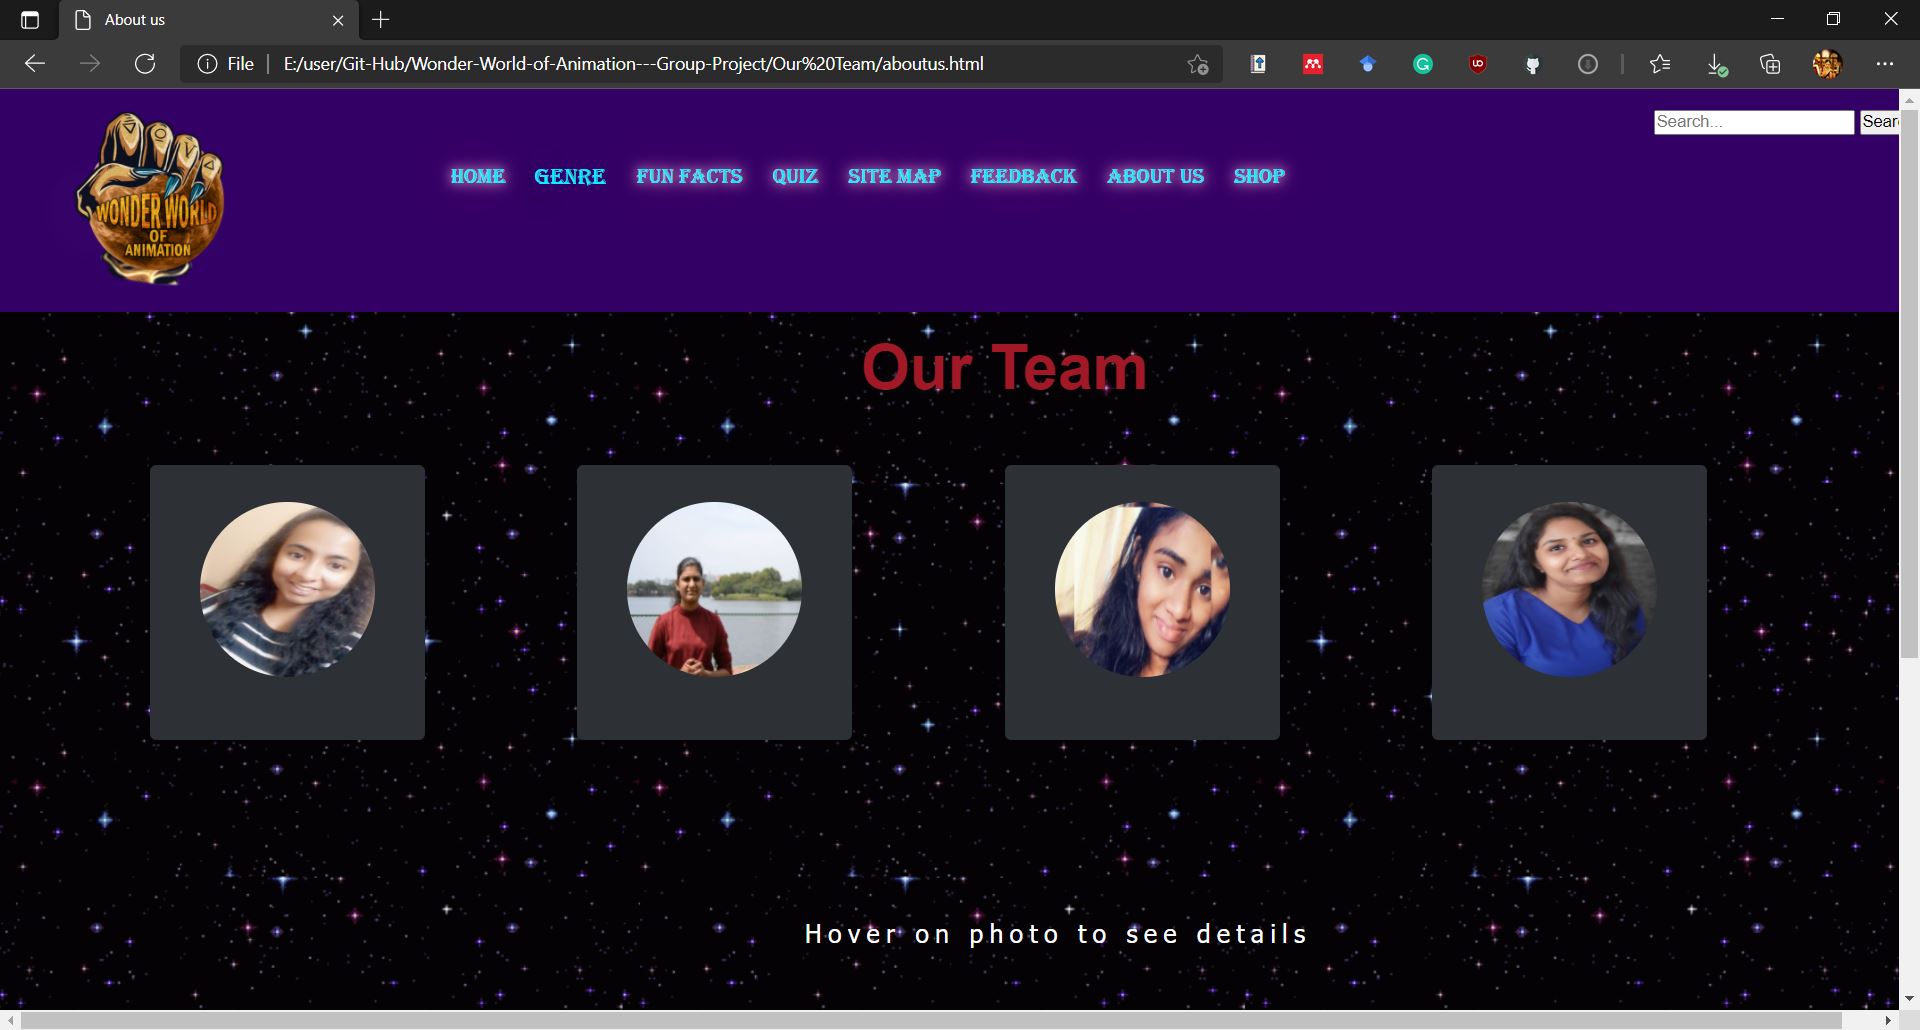 About us
File
E:/user/Git-Hub/Wonder-World-of-Animation---Group-Project/Our%20Team/aboutus.html
Search...
Sear
WONDER WORLD
OF
ANIMATION
HOME GENRE FUN FACTS QUIZ SITE MAP FEEDBACK ABOUT US SHOP
Our Team
Hover on photo to see details